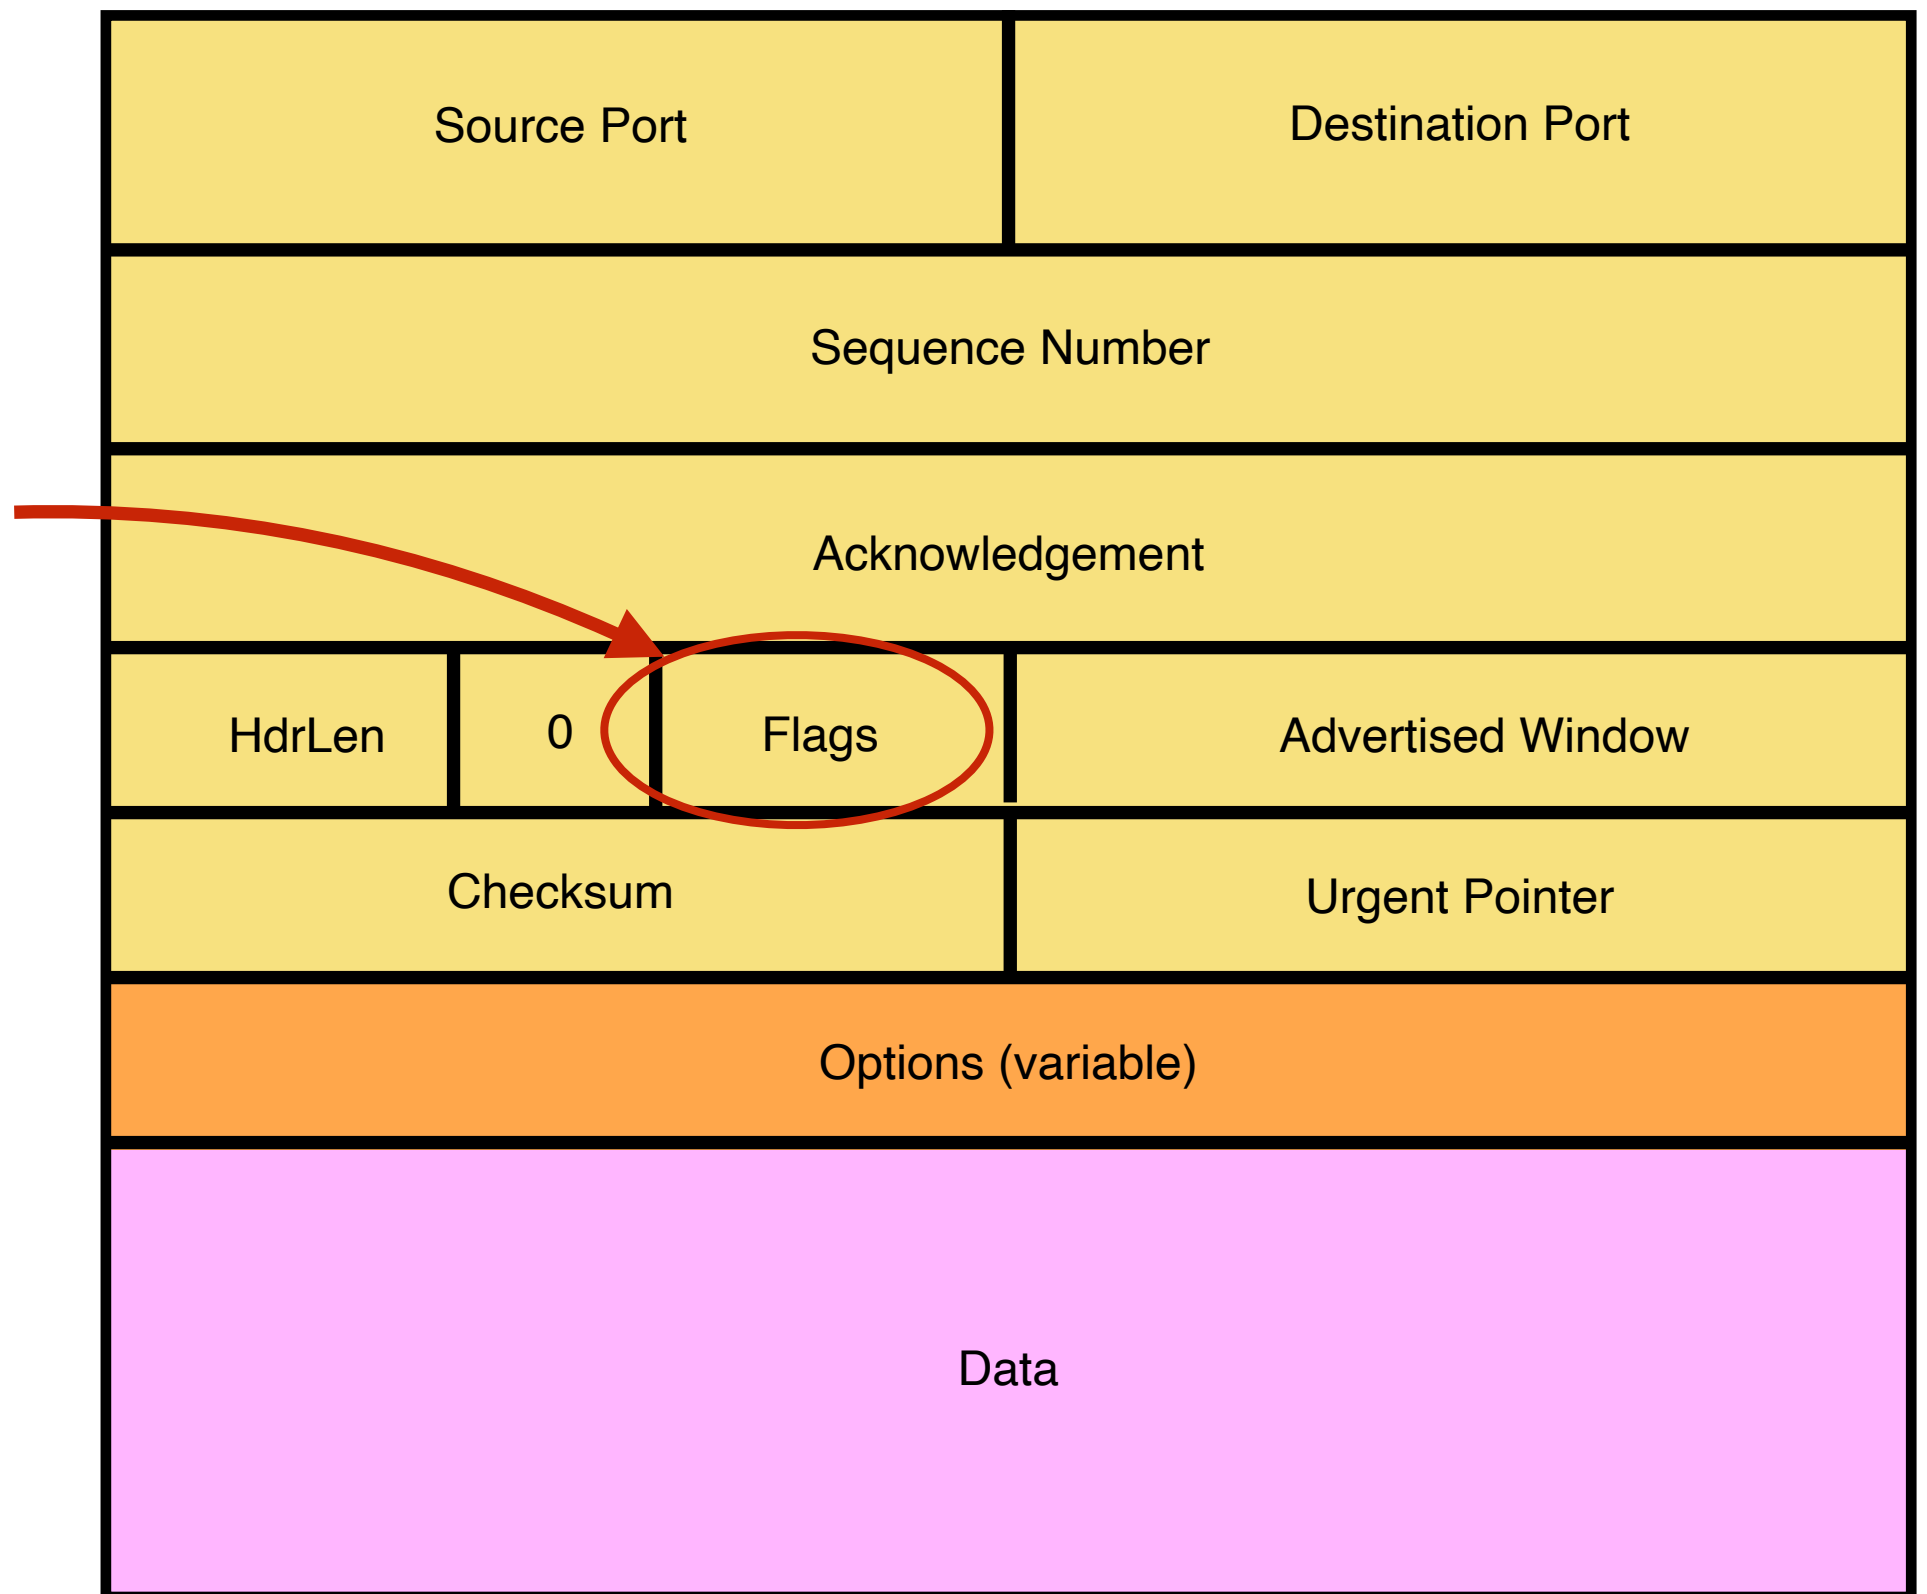 Source Port
Destination Port
Sequence Number
Acknowledgement
HdrLen
0
Flags
Advertised Window
Checksum
Urgent Pointer
Options (variable)
Data